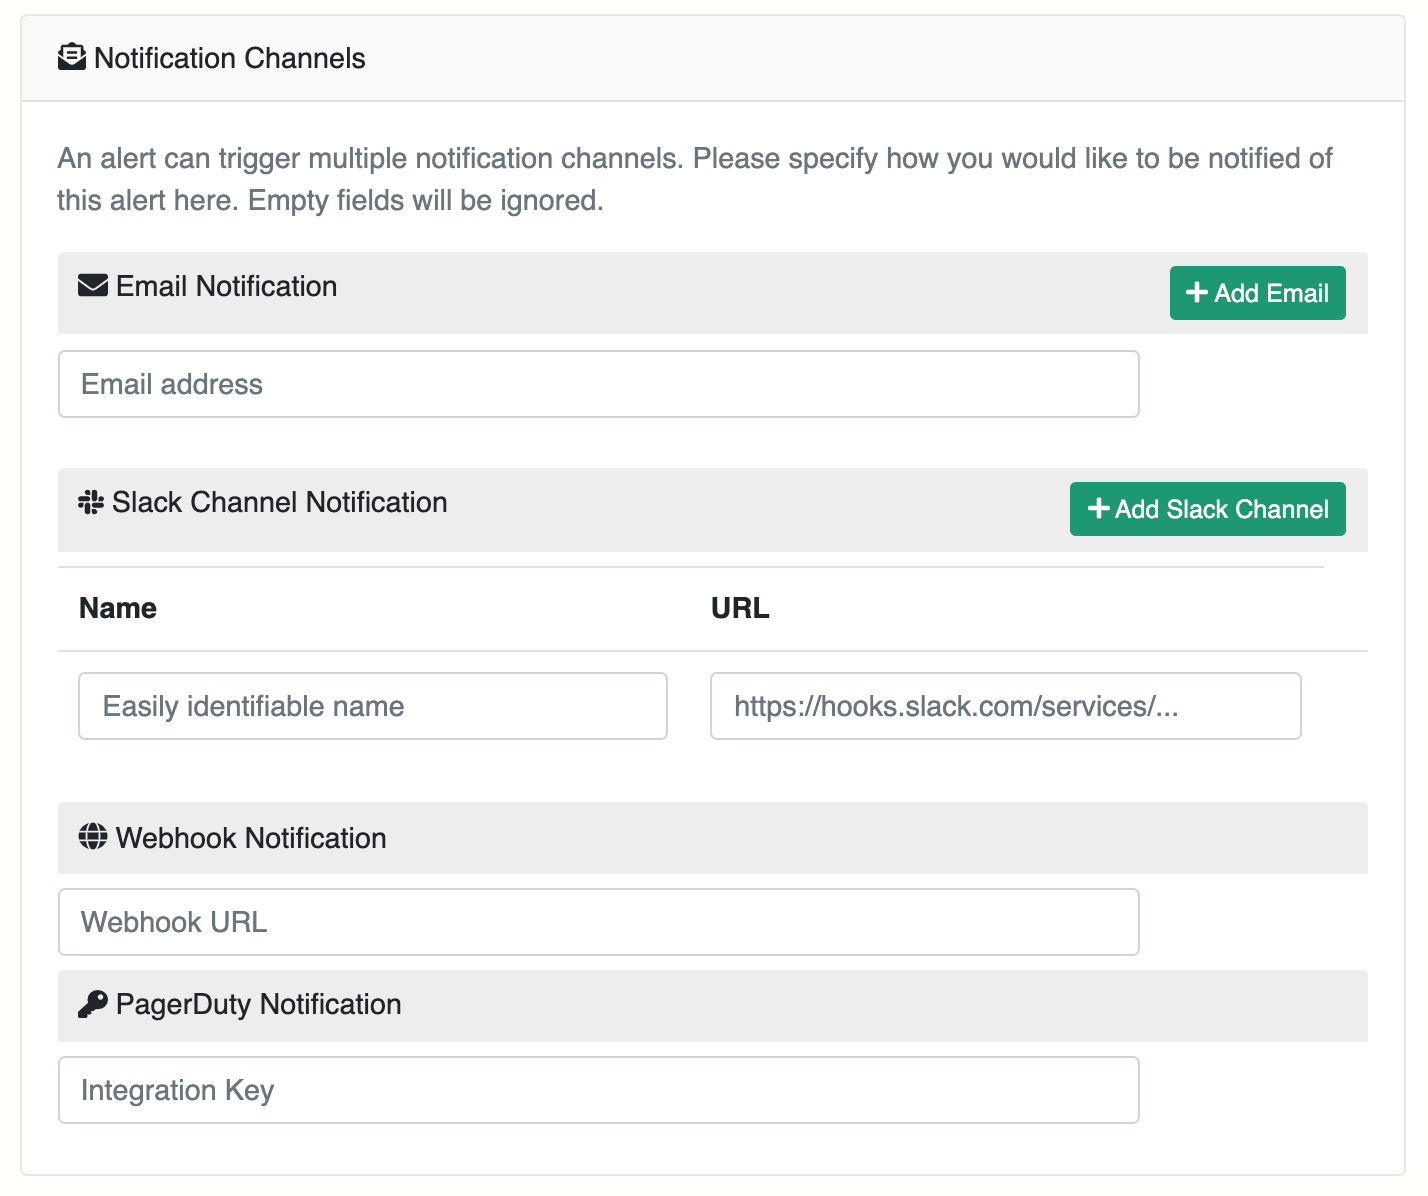 Notification Channels
An alert can trigger multiple notification channels. Please specify how you would like to be notified of
this alert here. Empty fields will be ignored.
Email Notification
Add Email
Email address
Slack Channel Notification
Add Slack Channel
Name
URL
Easily identifiable name
https://hooks.slack.com/services/...
Webhook Notification
Webhook URL
PagerDuty Notification
Integration Key